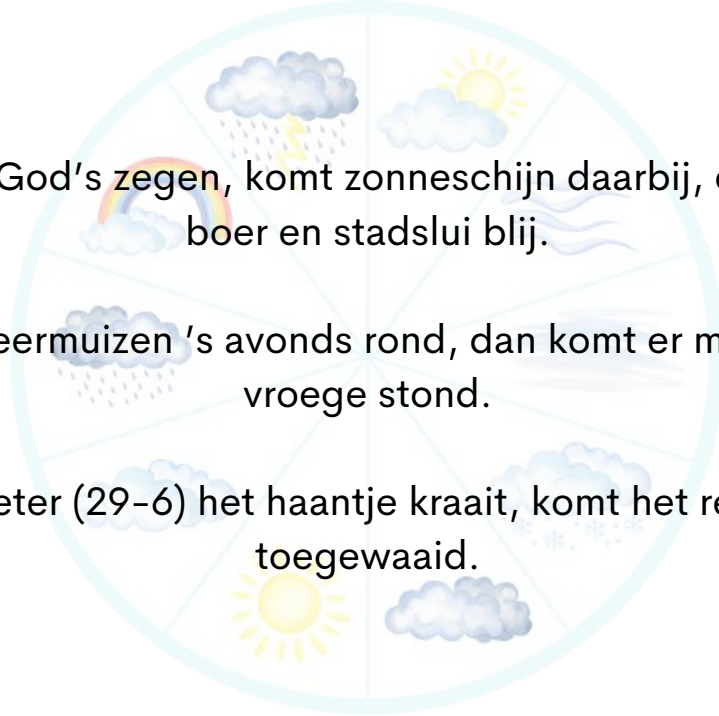 God's zegen, komt zonneschijn daarbij,
boer en stadslui blij.
's avonds rond, dan komt er
vroege stond.
(29-6) het haantje kraait, komt het
toegewaaid.